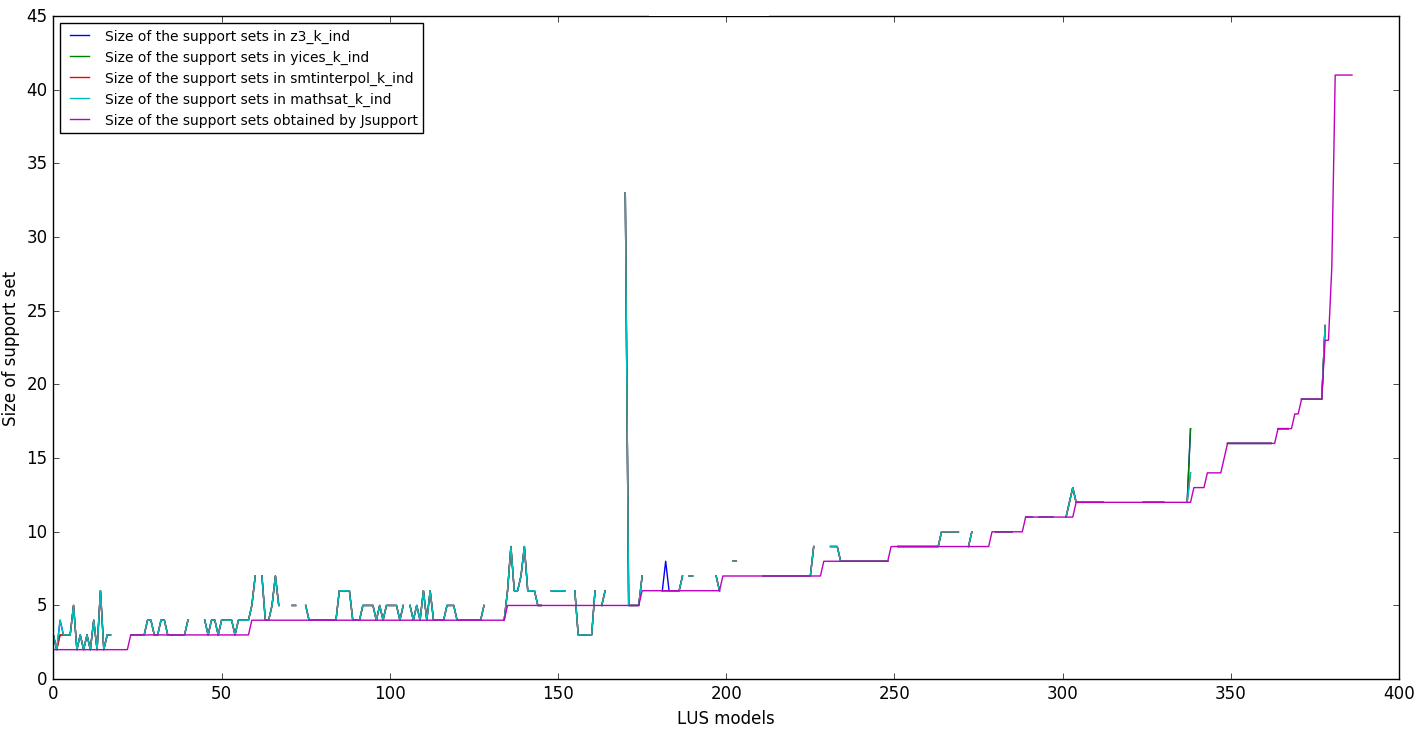 45
40
35
30
25
20
15
10
5
0
Size of support set
Size of the support sets in z3_k_ind
Size of the support sets in yices_k_ind
Size of the support sets in smtinterpol_k_ind
Size of the support sets in mathsat_k_ind
Size of the support sets obtained by Jsupport
0 50 100 150 200 250 300 350 400
LUS models